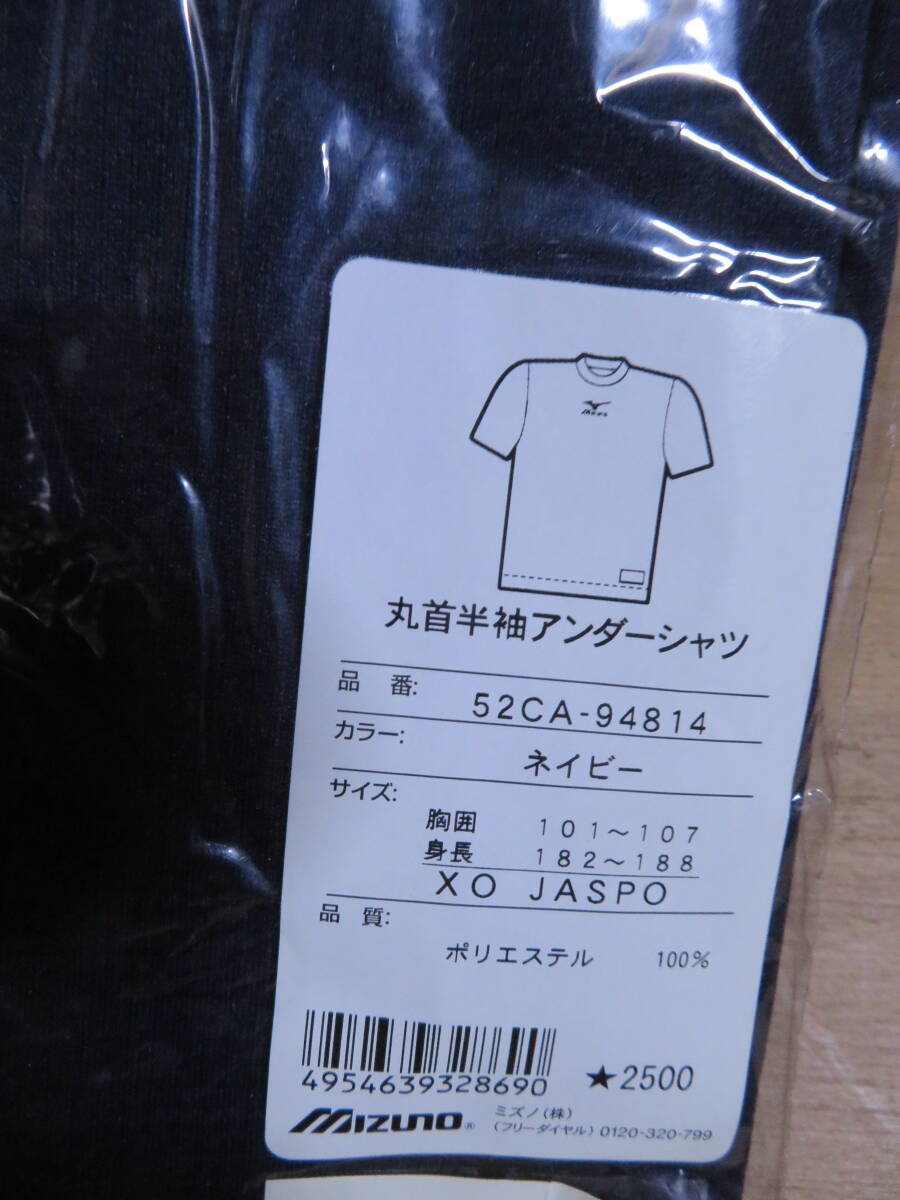 丸首半袖アンダーシャツ
品 番: 52CA-94814
カラー: ネイビー
サイズ:
胸囲 101~107
身長 182~188
XO JASPO
品 質:
ポリエステル 100%
4954639328690 ★2500
MIZUNO® ミズノ(株)
(フリーダイヤル) 0120-320-799